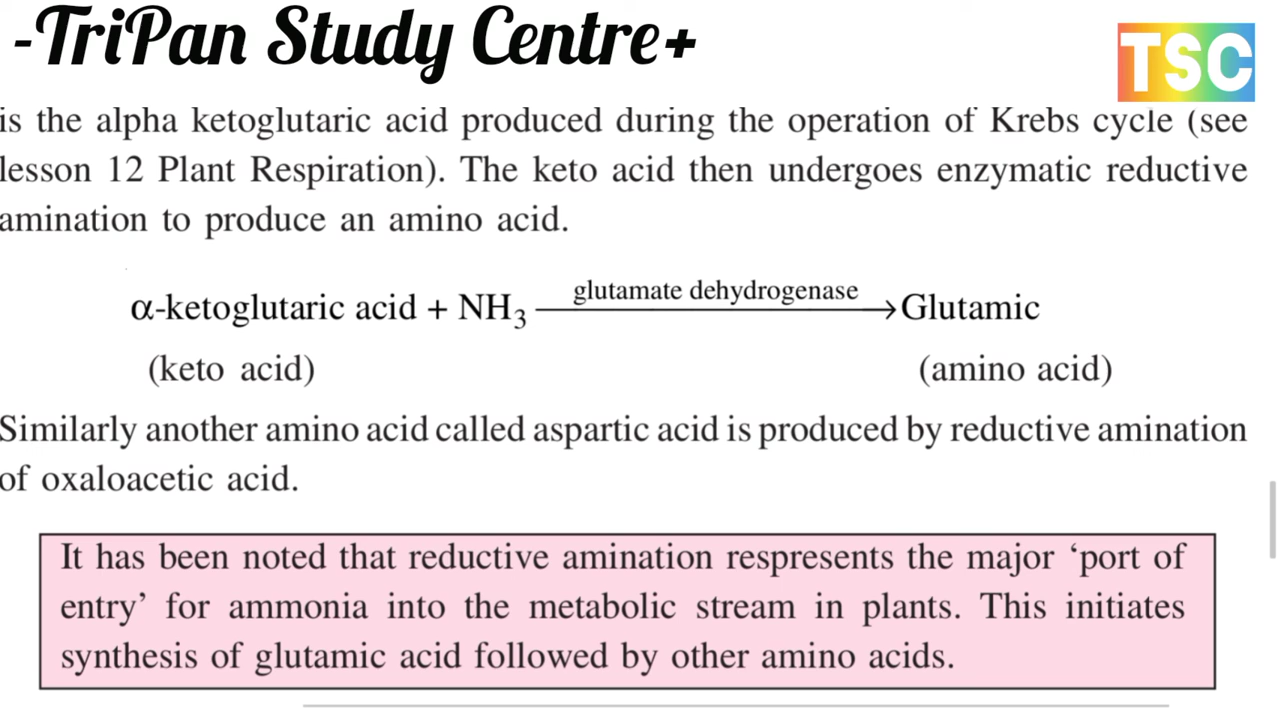 -TriPan Study Centre+
TSC
is the alpha ketoglutaric acid produced during the operation of Krebs cycle (see
lesson 12 Plant Respiration). The keto acid then undergoes enzymatic reductive
amination to produce an amino acid.
glutamate dehydrogenase
α-ketoglutaric acid + NH₃ ⟶ Glutamic
(keto acid) (amino acid)
Similarly another amino acid called aspartic acid is produced by reductive amination
of oxaloacetic acid.
It has been noted that reductive amination respresents the major ‘port of
entry’ for ammonia into the metabolic stream in plants. This initiates
synthesis of glutamic acid followed by other amino acids.